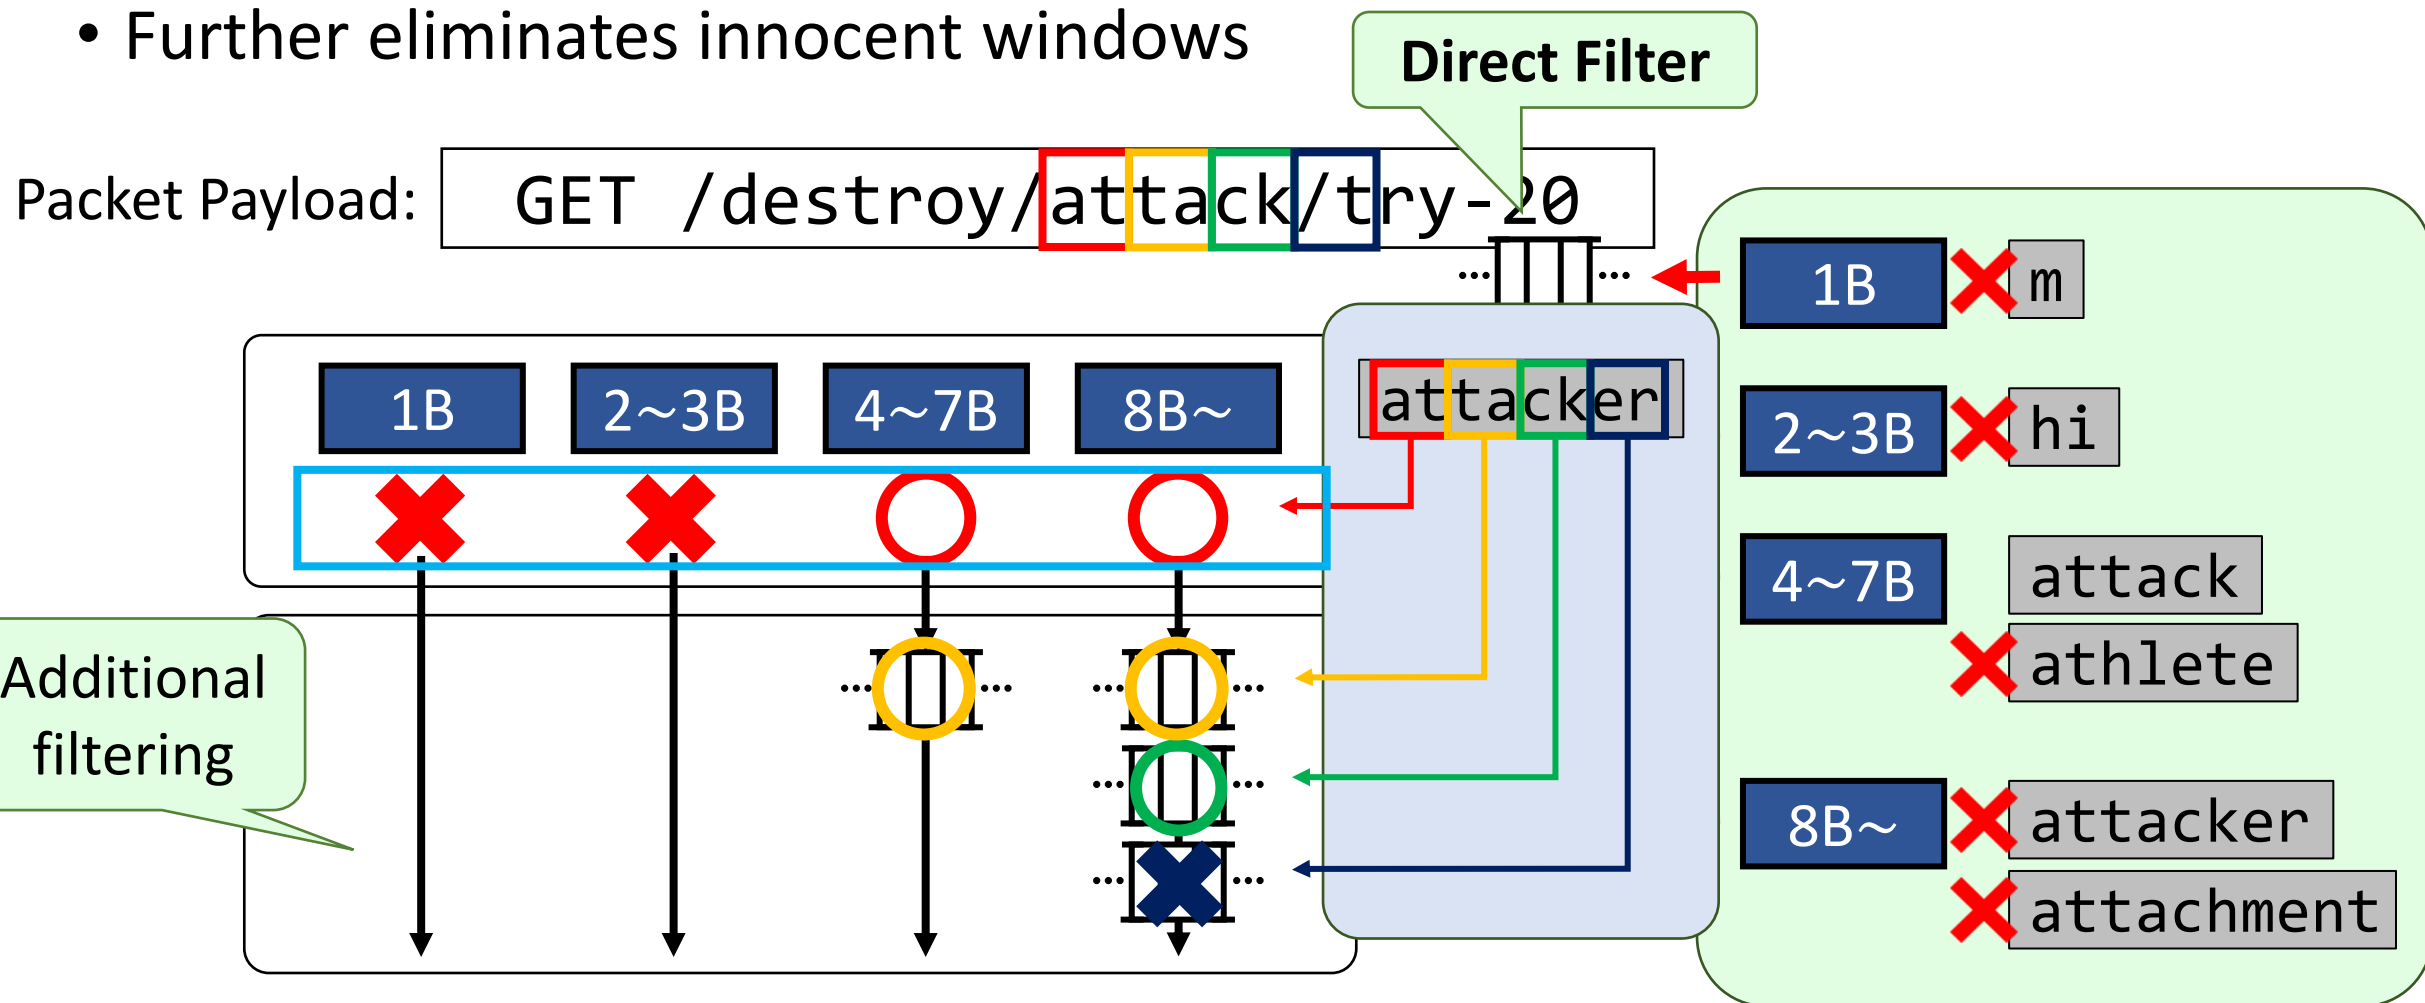 • Further eliminates innocent windows
Direct Filter
Packet Payload:
GET /destroy/attack/try-20
... ...
1B m
2~3B hi
4~7B attack
athlete
8B~ attacker
attachment
1B 2~3B 4~7B 8B~
attacker
... ... ... ...
... ...
... ...
Additional
filtering